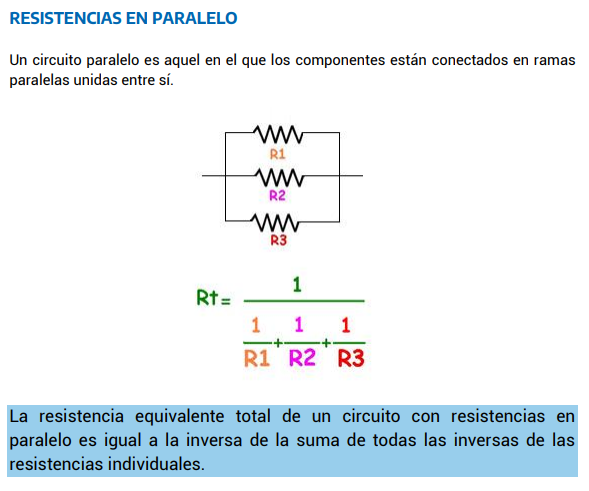 RESISTENCIAS EN PARALELO
Un circuito paralelo es aquel en el que los componentes están conectados en ramas
paralelas unidas entre sí.
R1
R2
R3
1
Rt=
1 1 1
+ +
R1 R2 R3
La resistencia equivalente total de un circuito con resistencias en
paralelo es igual a la inversa de la suma de todas las inversas de las
resistencias individuales.